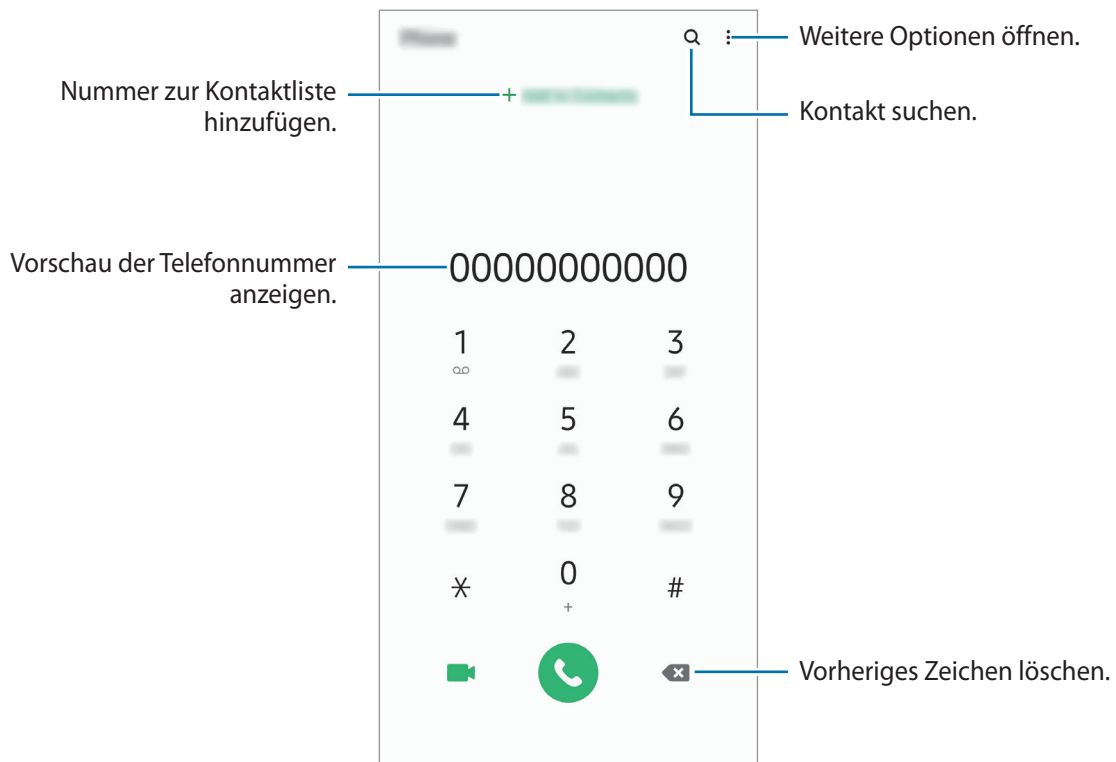 Weitere Optionen öffnen.
Nummer zur Kontaktliste
hinzufügen.
Kontakt suchen.
Vorschau der Telefonnummer
anzeigen.
00000000000
1 2 3
4 5 6
7 8 9
* 0 #
+
Vorheriges Zeichen löschen.